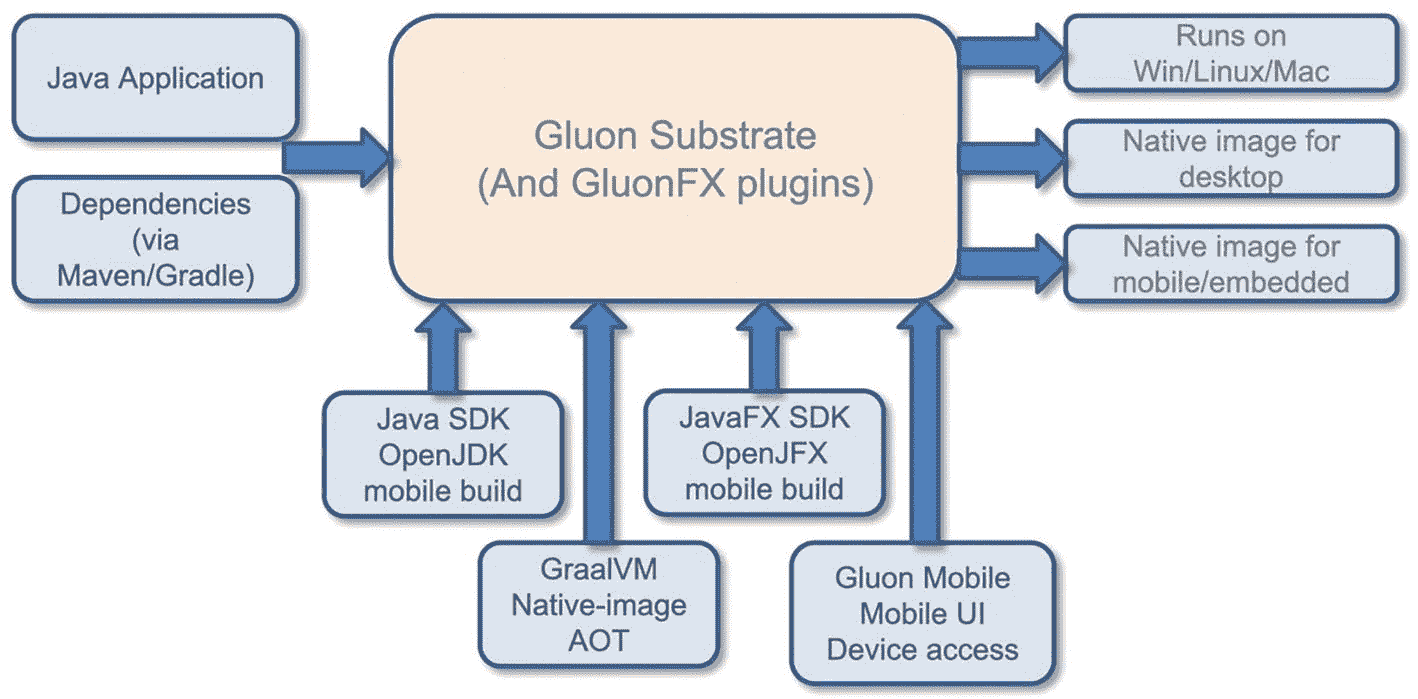 Java Application
Dependencies
(via
Maven/Gradle)
Gluon Substrate
(And GluonFX plugins)
Runs on
Win/Linux/Mac
Native image for
desktop
Native image for
mobile/embedded
Java SDK
OpenJDK
mobile build
JavaFX SDK
OpenJFX
mobile build
GraalVM
Native-image
AOT
Gluon Mobile
Mobile UI
Device access